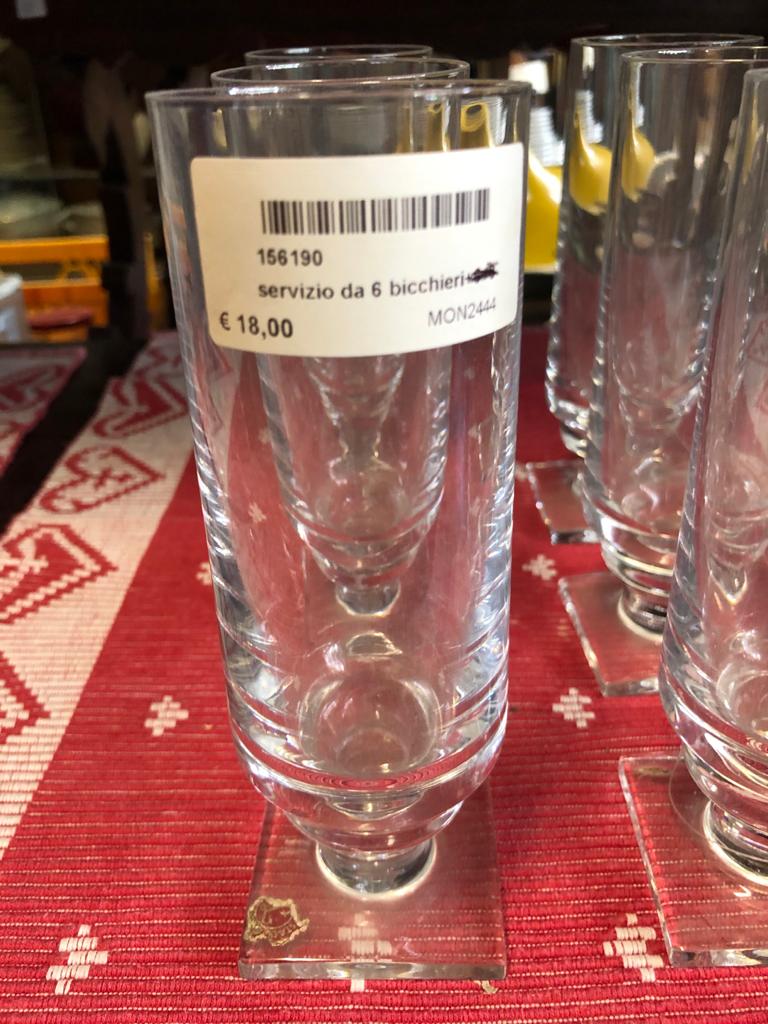 156190
servizio da 6 bicchieri
€ 18,00
MON2444